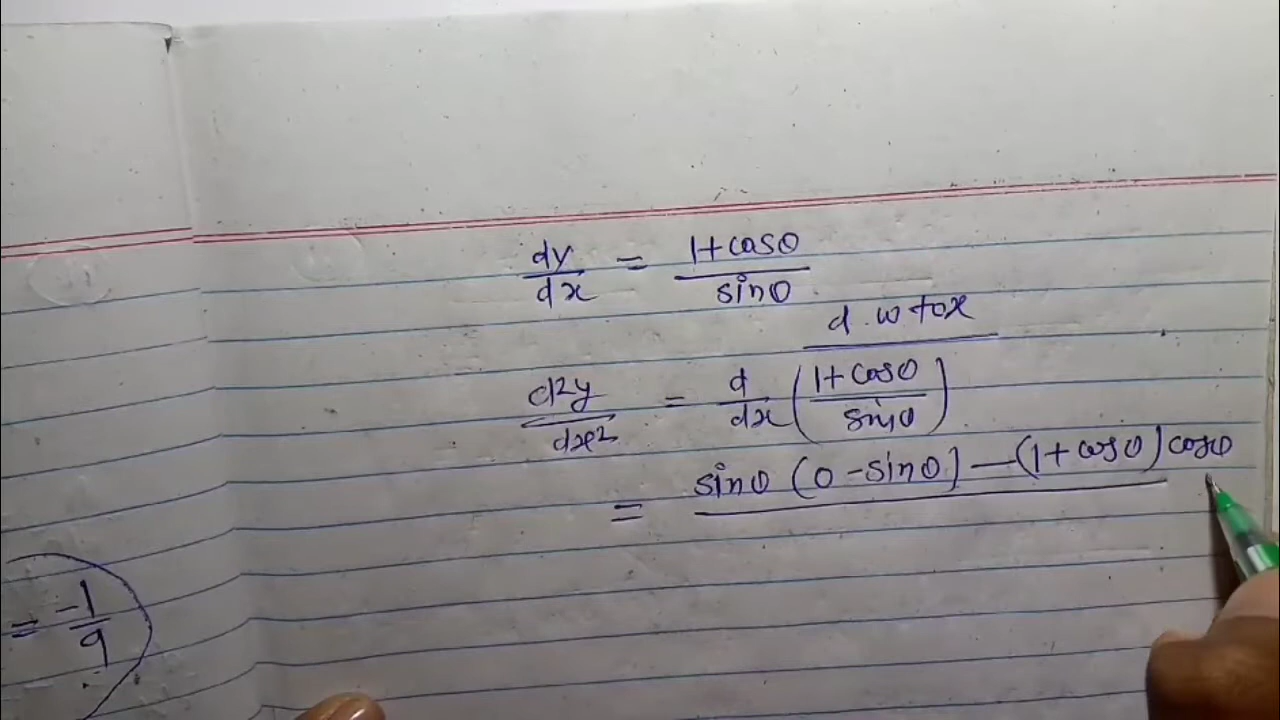 dy/dx = 1+cosθ/sinθ
d.w to x
d²y/dx² = d/dx (1+cosθ/sinθ)
= sinθ (0-sinθ) - (1+cosθ) cosθ
= -1/9